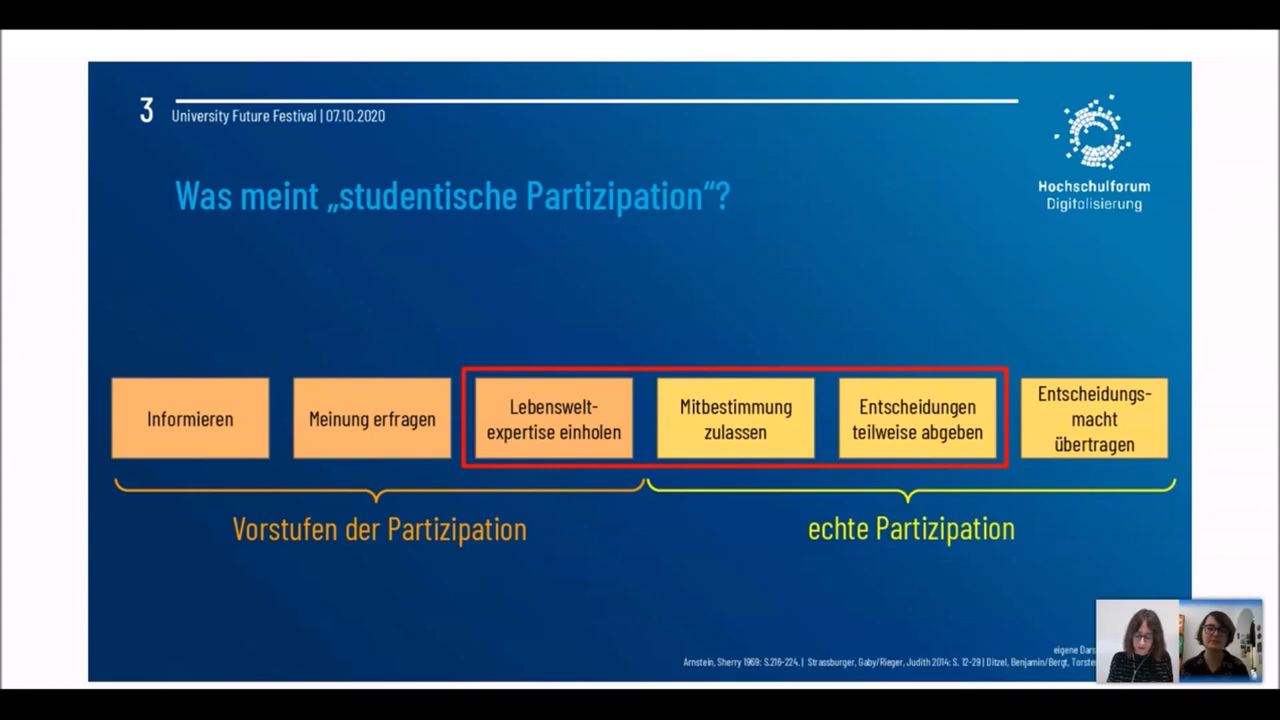 3
University Future Festival | 07.10.2020
Hochschulforum
Digitalisierung
Was meint „studentische Partizipation“?
Informieren
Meinung erfragen
Lebenswelt-
expertise einholen
Mitbestimmung
zulassen
Entscheidungen
teilweise abgeben
Entscheidungs-
macht
übertragen
Vorstufen der Partizipation
echte Partizipation
eigene
Arnstein, Sherry 1969: S.216-224. | Strassburger, Gaby/Rieger, Judith 2014: S. 12-29 | Ditzel, Benjamin/Bergt,